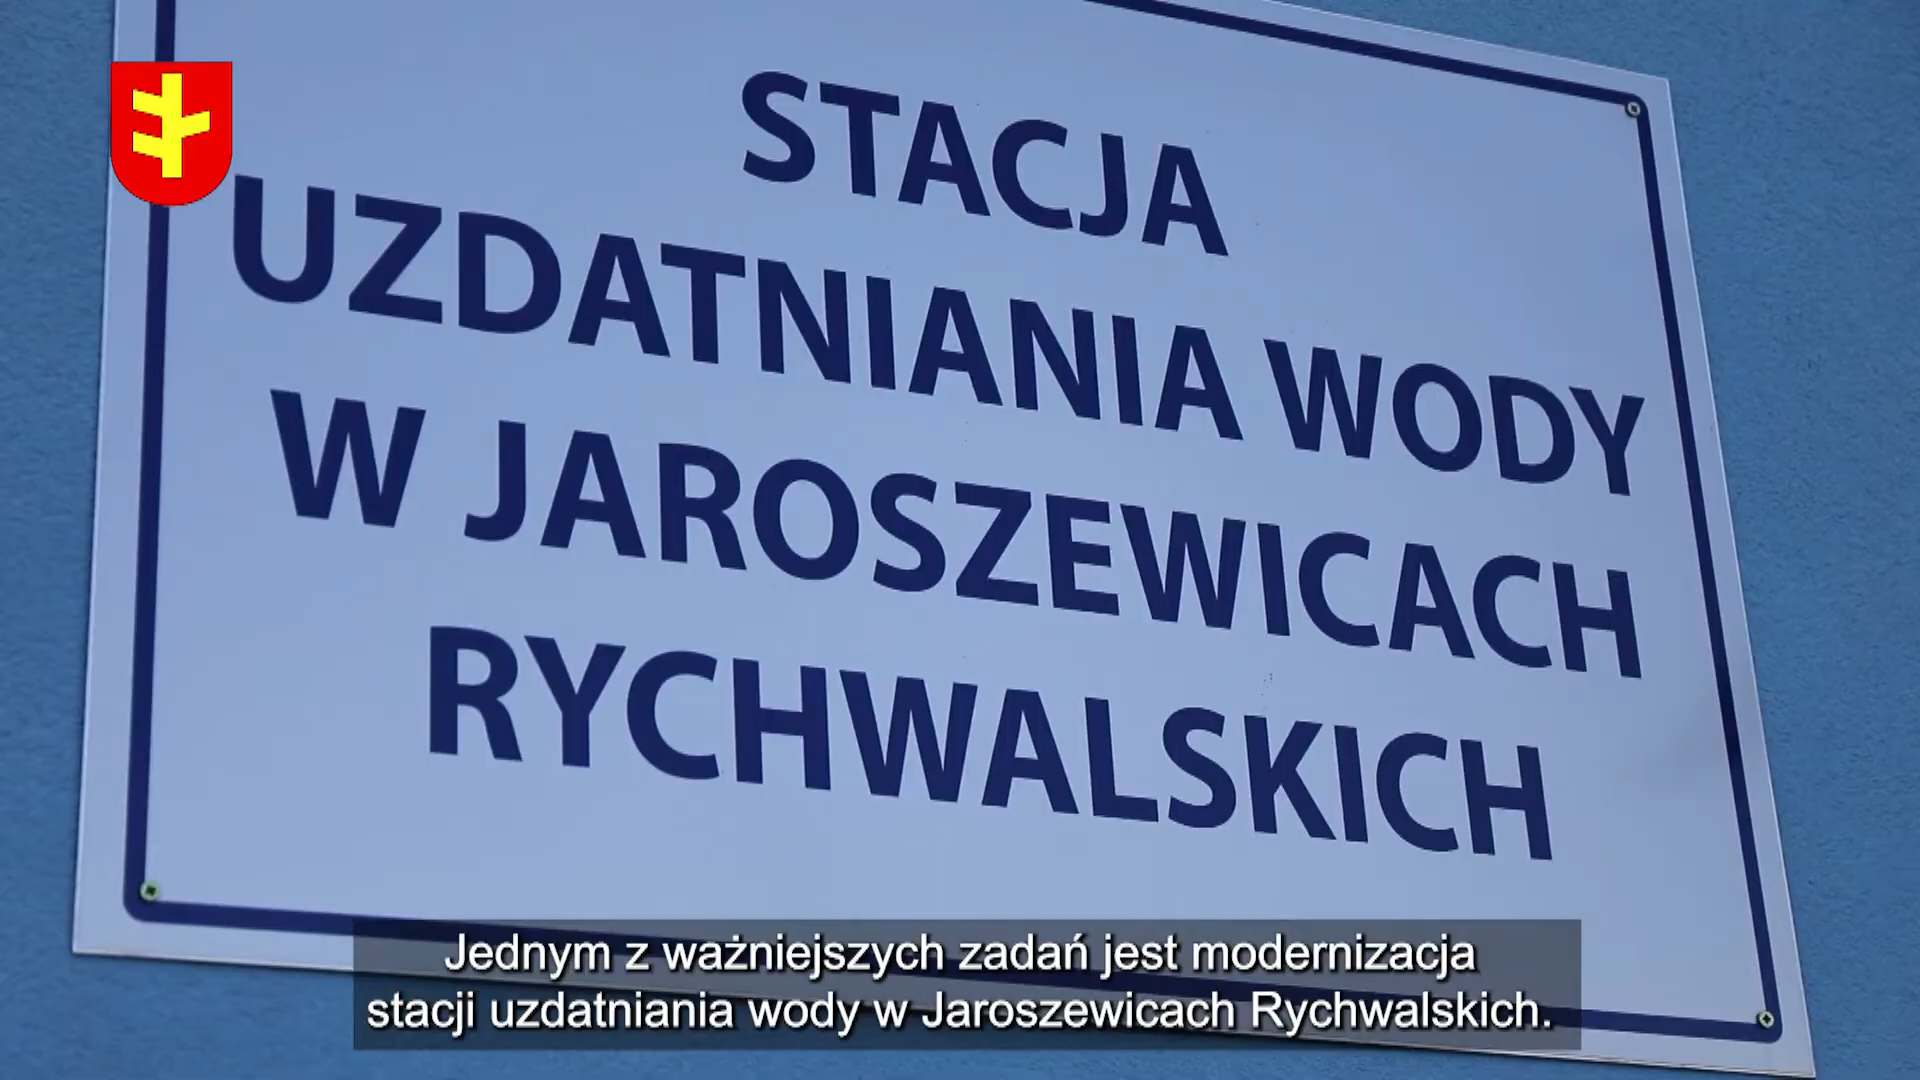 STACJA
UZDATNIANIA WODY
W JAROSZEWICACH
RYCHWALSKICH
Jednym z ważniejszych zadań jest modernizacja
stacji uzdatniania wody w Jaroszewicach Rychwalskich.